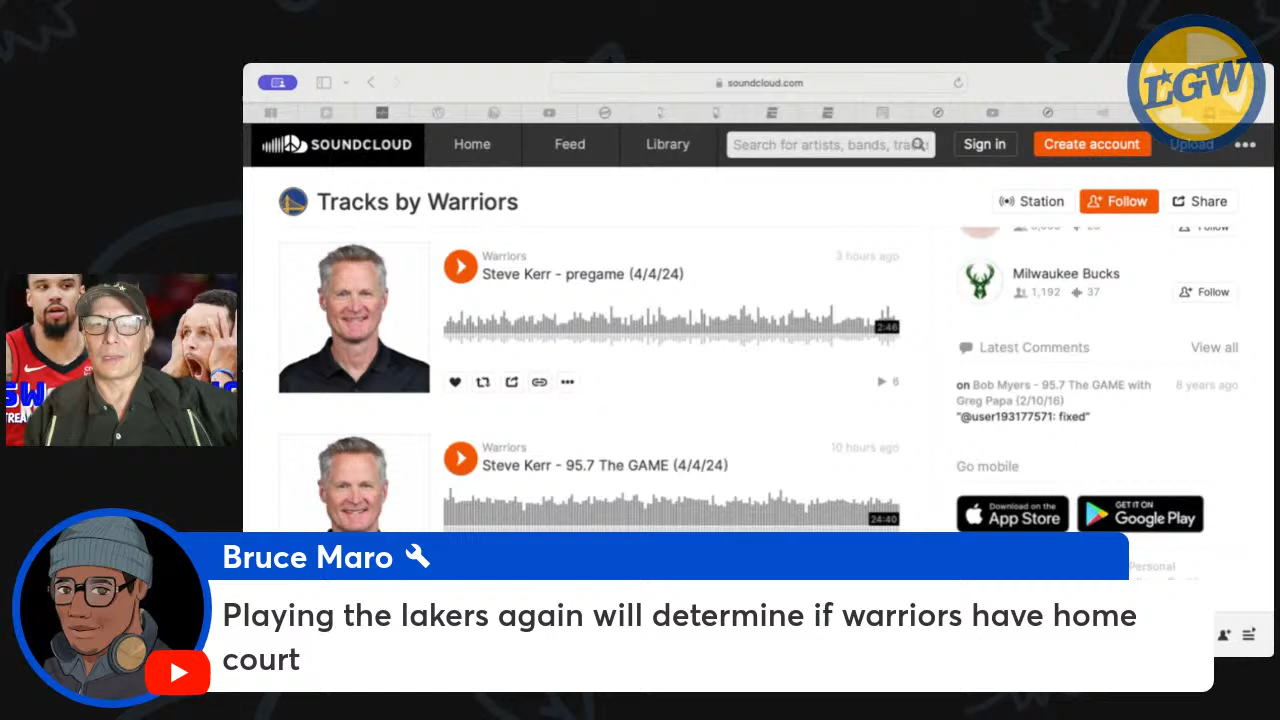 LGW
soundcloud.com
SOUNDCLOUD
Home
Feed
Library
Search for artists, bands, tracks
Sign in
Create account
Upload
Tracks by Warriors
Station
Follow
Share
Warriors
3 hours ago
Steve Kerr - pregame (4/4/24)
2:46
6
Warriors
10 hours ago
Steve Kerr - 95.7 The GAME (4/4/24)
24:40
Follow
Milwaukee Bucks
1,192
37
Follow
Latest Comments
View all
on Bob Myers - 95.7 The GAME with
8 years ago
Greg Papa (2/10/16)
"@user193177571: fixed"
Go mobile
Download on the
App Store
GET IT ON
Google Play
Personal
Bruce Maro
Playing the lakers again will determine if warriors have home
court